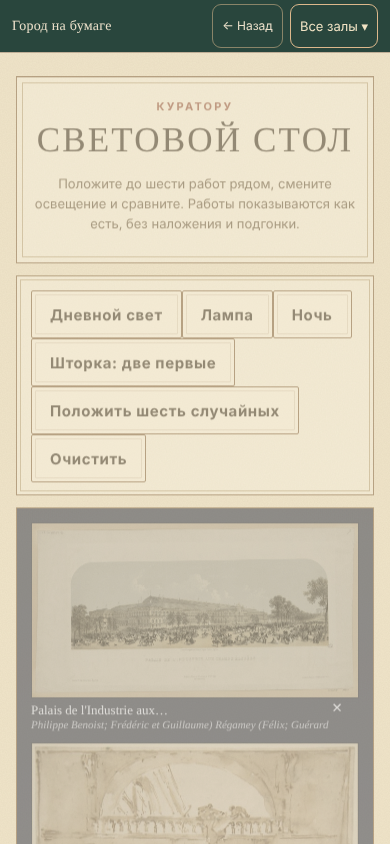 Город на бумаге
← Назад
Все залы ▾
КУРАТОРУ
СВЕТОВОЙ СТОЛ
Положите до шести работ рядом, смените
освещение и сравните. Работы показываются как
есть, без наложения и подгонки.
Дневной свет
Лампа
Ночь
Шторка: две первые
Положить шесть случайных
Очистить
Palais de l'Industrie aux…
×
Philippe Benoist; Frédéric et Guillaume) Régamey (Félix; Guérard